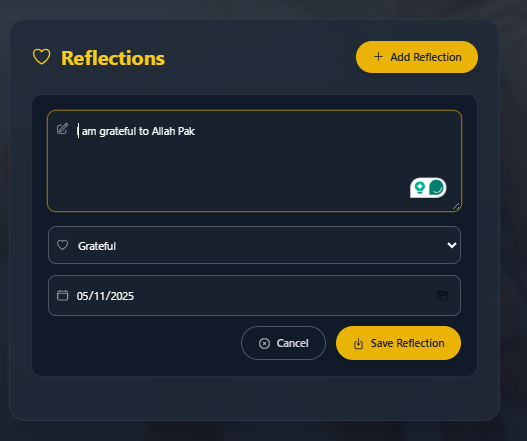 Reflections
Add Reflection
I am grateful to Allah Pak
Grateful
05/11/2025
Cancel
Save Reflection